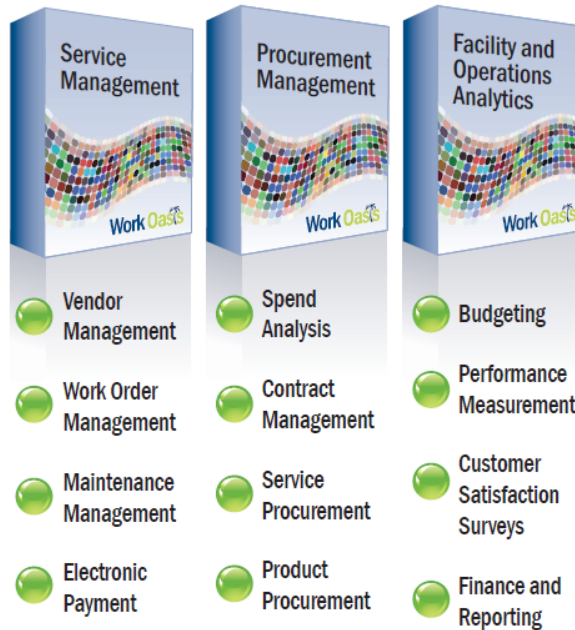 Service
Management
Work Oasis
Vendor
Management
Work Order
Management
Maintenance
Management
Electronic
Payment
Procurement
Management
Work Oasis
Spend
Analysis
Contract
Management
Service
Procurement
Product
Procurement
Facility and
Operations
Analytics
Work Oasis
Budgeting
Performance
Measurement
Customer
Satisfaction
Surveys
Finance and
Reporting